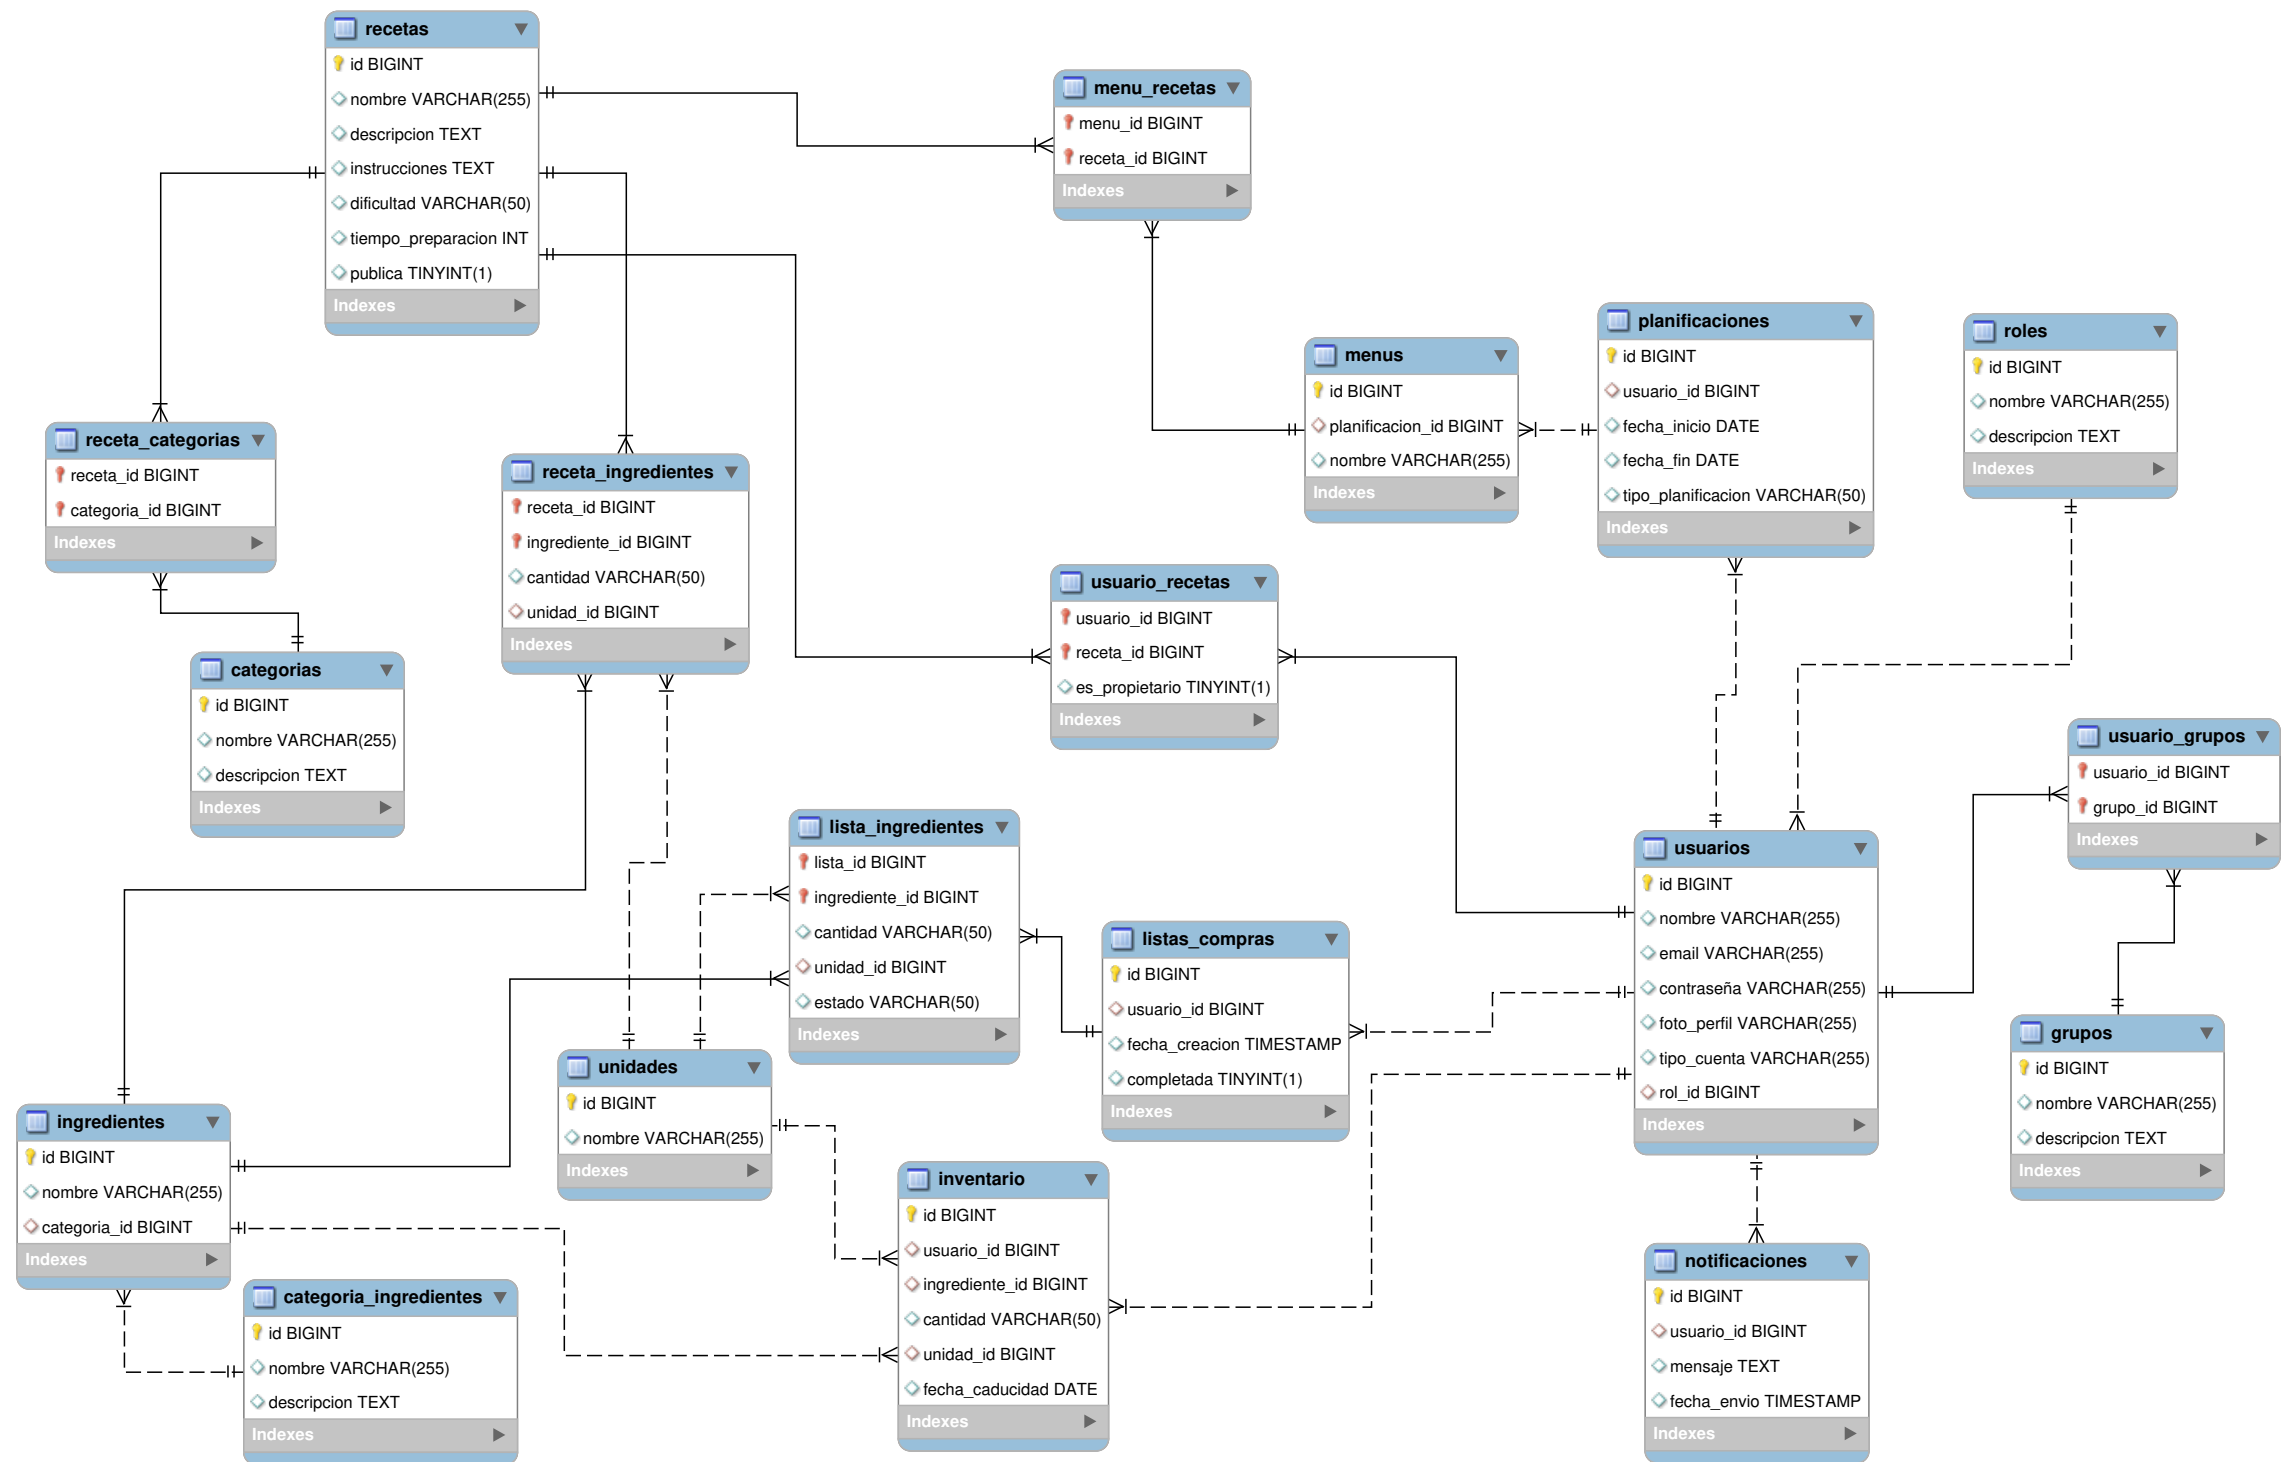 recetas
id BIGINT
nombre VARCHAR(255)
descripcion TEXT
instrucciones TEXT
dificultad VARCHAR(50)
tiempo_preparacion INT
publica TINYINT(1)
Indexes
menu_recetas
menu_id BIGINT
receta_id BIGINT
Indexes
planificaciones
id BIGINT
usuario_id BIGINT
fecha_inicio DATE
fecha_fin DATE
tipo_planificacion VARCHAR(50)
Indexes
roles
id BIGINT
nombre VARCHAR(255)
descripcion TEXT
Indexes
menus
id BIGINT
planificacion_id BIGINT
nombre VARCHAR(255)
Indexes
receta_categorias
receta_id BIGINT
categoria_id BIGINT
Indexes
receta_ingredientes
receta_id BIGINT
ingrediente_id BIGINT
cantidad VARCHAR(50)
unidad_id BIGINT
Indexes
usuario_recetas
usuario_id BIGINT
receta_id BIGINT
es_propietario TINYINT(1)
Indexes
categorias
id BIGINT
nombre VARCHAR(255)
descripcion TEXT
Indexes
usuario_grupos
usuario_id BIGINT
grupo_id BIGINT
Indexes
lista_ingredientes
lista_id BIGINT
ingrediente_id BIGINT
cantidad VARCHAR(50)
unidad_id BIGINT
estado VARCHAR(50)
Indexes
usuarios
id BIGINT
nombre VARCHAR(255)
email VARCHAR(255)
contraseña VARCHAR(255)
foto_perfil VARCHAR(255)
tipo_cuenta VARCHAR(255)
rol_id BIGINT
Indexes
listas_compras
id BIGINT
usuario_id BIGINT
fecha_creacion TIMESTAMP
completada TINYINT(1)
Indexes
grupos
id BIGINT
nombre VARCHAR(255)
descripcion TEXT
Indexes
unidades
id BIGINT
nombre VARCHAR(255)
Indexes
ingredientes
id BIGINT
nombre VARCHAR(255)
categoria_id BIGINT
Indexes
inventario
id BIGINT
usuario_id BIGINT
ingrediente_id BIGINT
cantidad VARCHAR(50)
unidad_id BIGINT
fecha_caducidad DATE
Indexes
notificaciones
id BIGINT
usuario_id BIGINT
mensaje TEXT
fecha_envio TIMESTAMP
Indexes
categoria_ingredientes
id BIGINT
nombre VARCHAR(255)
descripcion TEXT
Indexes